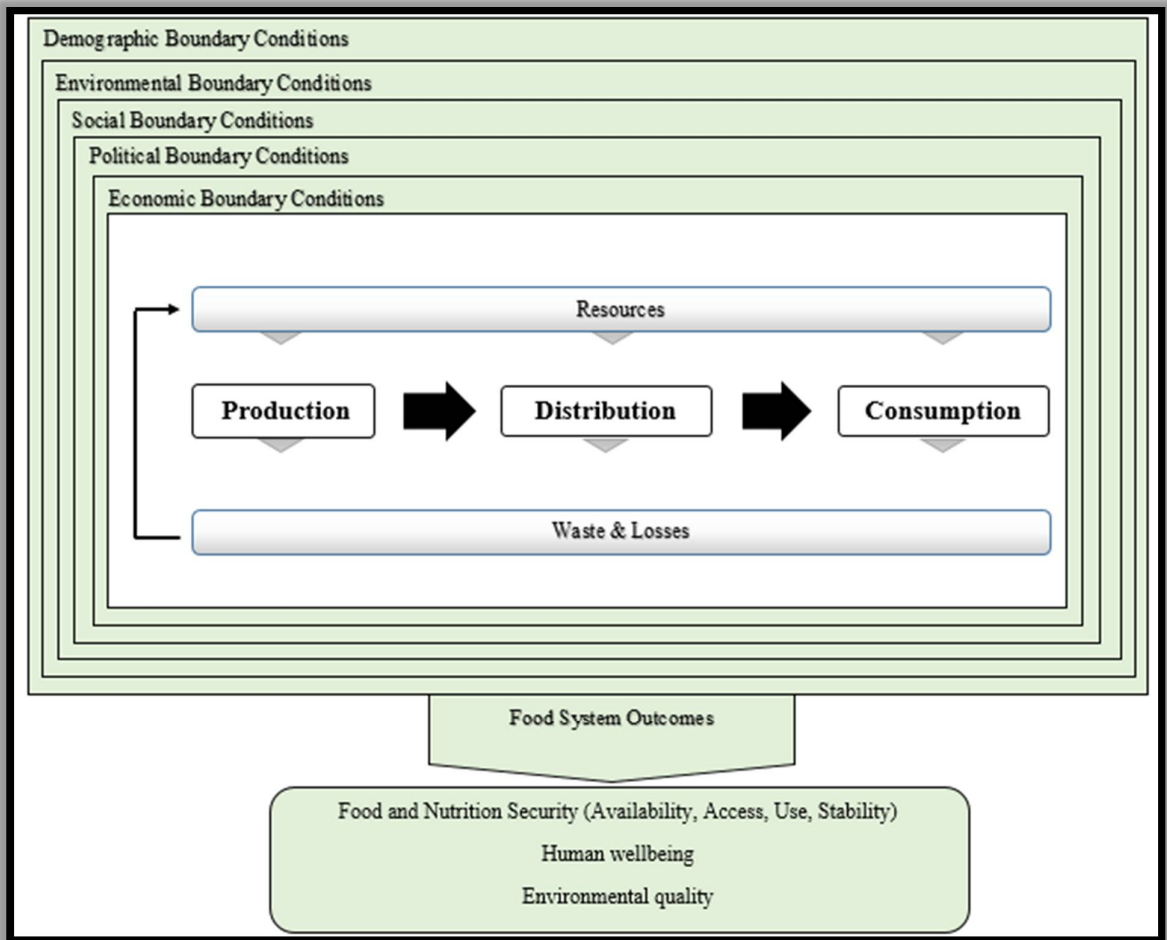 Demographic Boundary Conditions
Environmental Boundary Conditions
Social Boundary Conditions
Political Boundary Conditions
Economic Boundary Conditions
Resources
Production
Distribution
Consumption
Waste & Losses
Food System Outcomes
Food and Nutrition Security (Availability, Access, Use, Stability)
Human wellbeing
Environmental quality